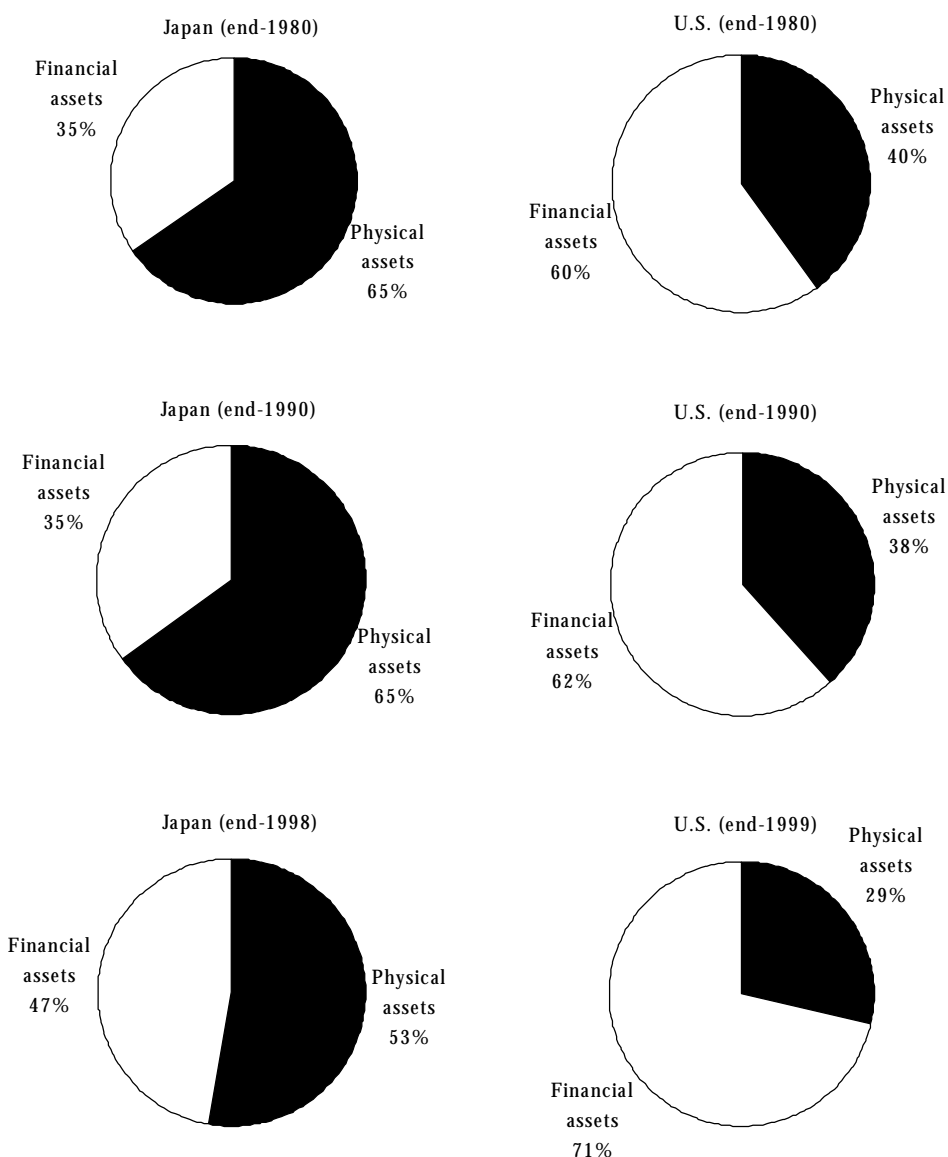 Japan (end-1980)
Financial
assets
35%
Physical
assets
65%
U.S. (end-1980)
Physical
assets
40%
Financial
assets
60%
Japan (end-1990)
Financial
assets
35%
Physical
assets
65%
U.S. (end-1990)
Physical
assets
38%
Financial
assets
62%
Japan (end-1998)
Financial
assets
47%
Physical
assets
53%
U.S. (end-1999)
Physical
assets
29%
Financial
assets
71%